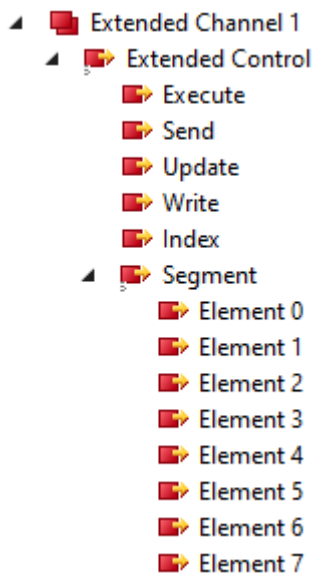 Extended Channel 1
Extended Control
Execute
Send
Update
Write
Index
Segment
Element 0
Element 1
Element 2
Element 3
Element 4
Element 5
Element 6
Element 7